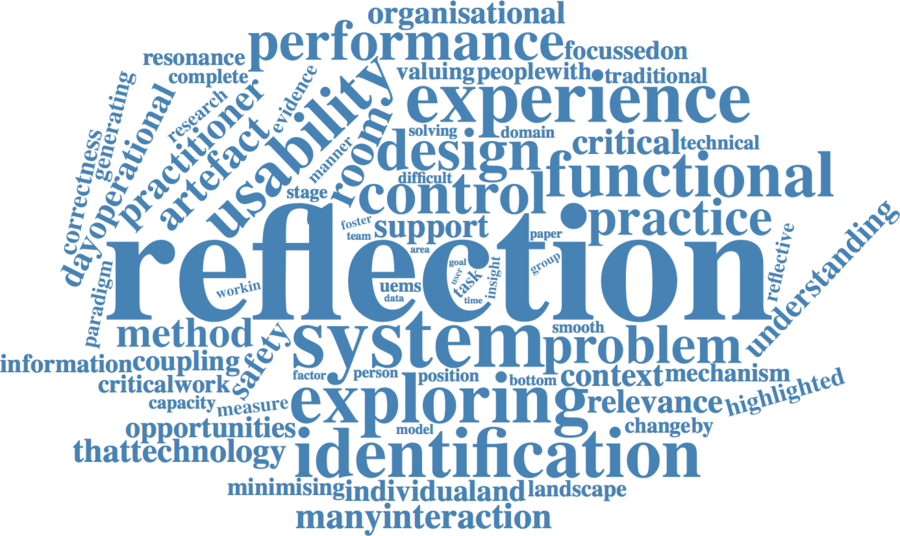 organisational
performance
focussedon
resonance
complete
valuing
peoplewith
traditional
generating
research
evidence
usability
experience
practitioner
correctness
dayoperational
artefact
manner
room
solving
domain
design
critical
technical
difficult
functional
stage
control
foster
support
practice
team
paper
understanding
reflection
area
goal
user
task
insight
group
reflective
paradigm
workin
uems
data
time
method
safety
system
smooth
problem
information
coupling
criticalwork
factor
person
position
bottom
context
mechanism
capacity
measure
exploring
relevance
highlighted
opportunities
model
changeby
thattechnology
identification
minimising
individualand
landscape
manyinteraction